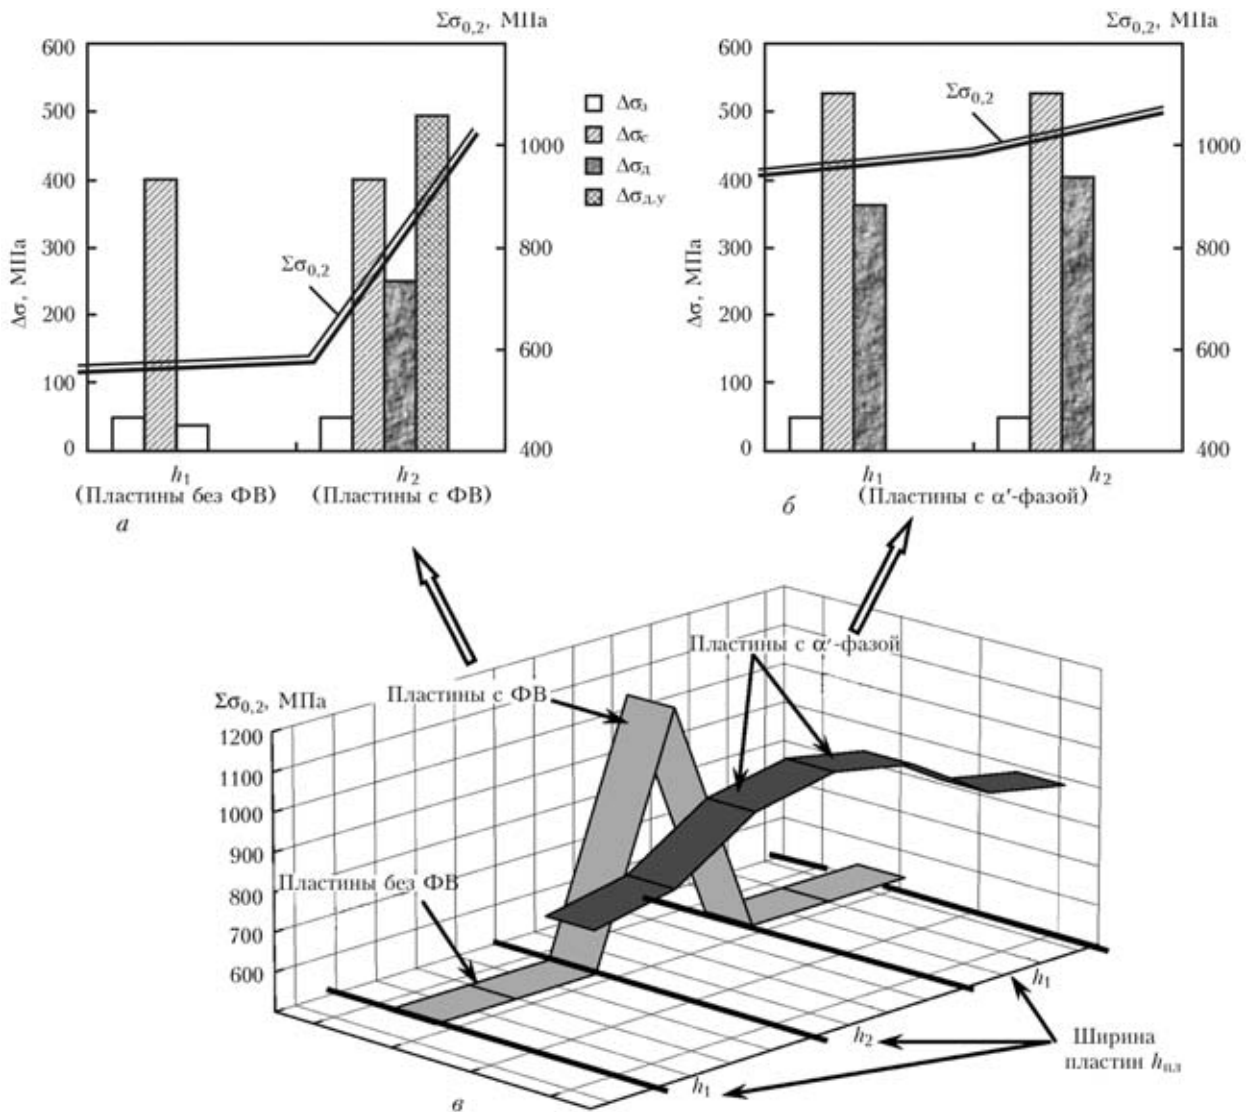 Σσ0,2, МПа
600
500
400
300
200
100
0
Δσ, МПа
Σσ0,2
1000
800
600
400
h1
(Пластины без ФВ)
h2
(Пластины с ФВ)
а
Δσз
Δσс
Δσд
Δσд.у
Σσ0,2, МПа
600
500
400
300
200
100
0
Δσ, МПа
Σσ0,2
1000
800
600
400
h1
h2
(Пластины с α′-фазой)
б
Пластины с α′-фазой
Пластины с ФВ
Σσ0,2, МПа
1200
1100
1000
900
800
700
600
Пластины без ФВ
h1
h2
h1
Ширина
пластин hпл
в